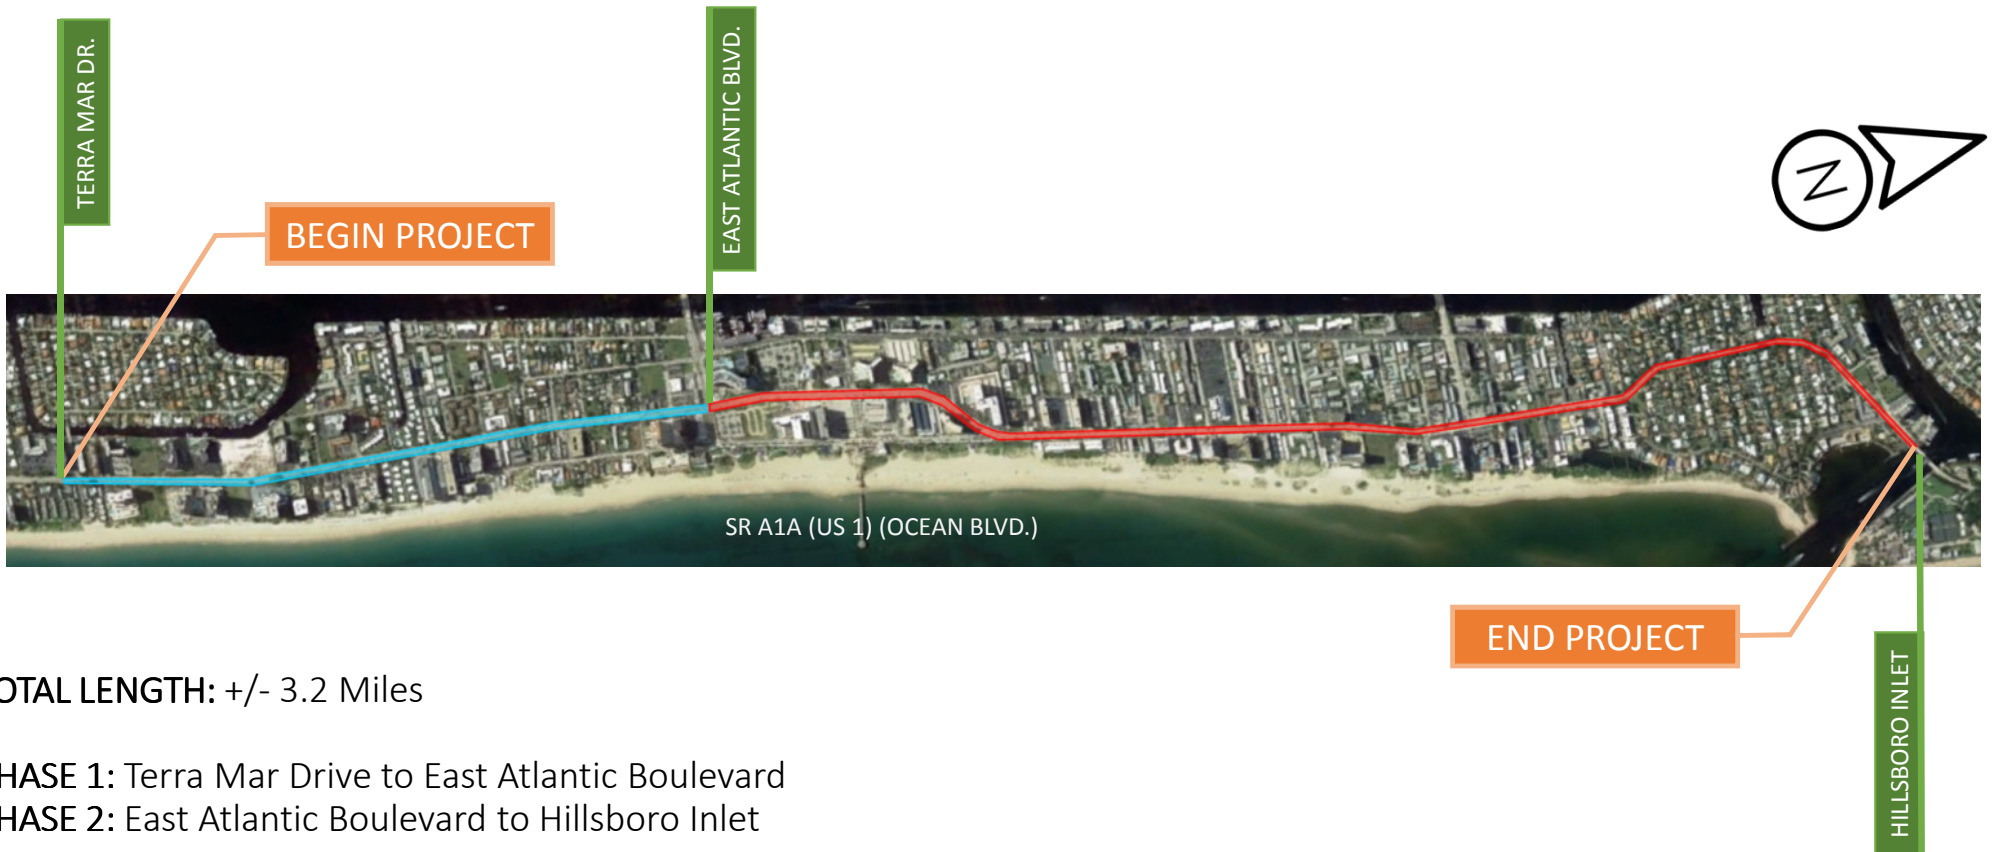 TERRA MAR DR.
EAST ATLANTIC BLVD.
N
BEGIN PROJECT
SR A1A (US 1) (OCEAN BLVD.)
END PROJECT
HILLSBORO INLET
OTAL LENGTH: +/- 3.2 Miles
HASE 1: Terra Mar Drive to East Atlantic Boulevard
HASE 2: East Atlantic Boulevard to Hillsboro Inlet